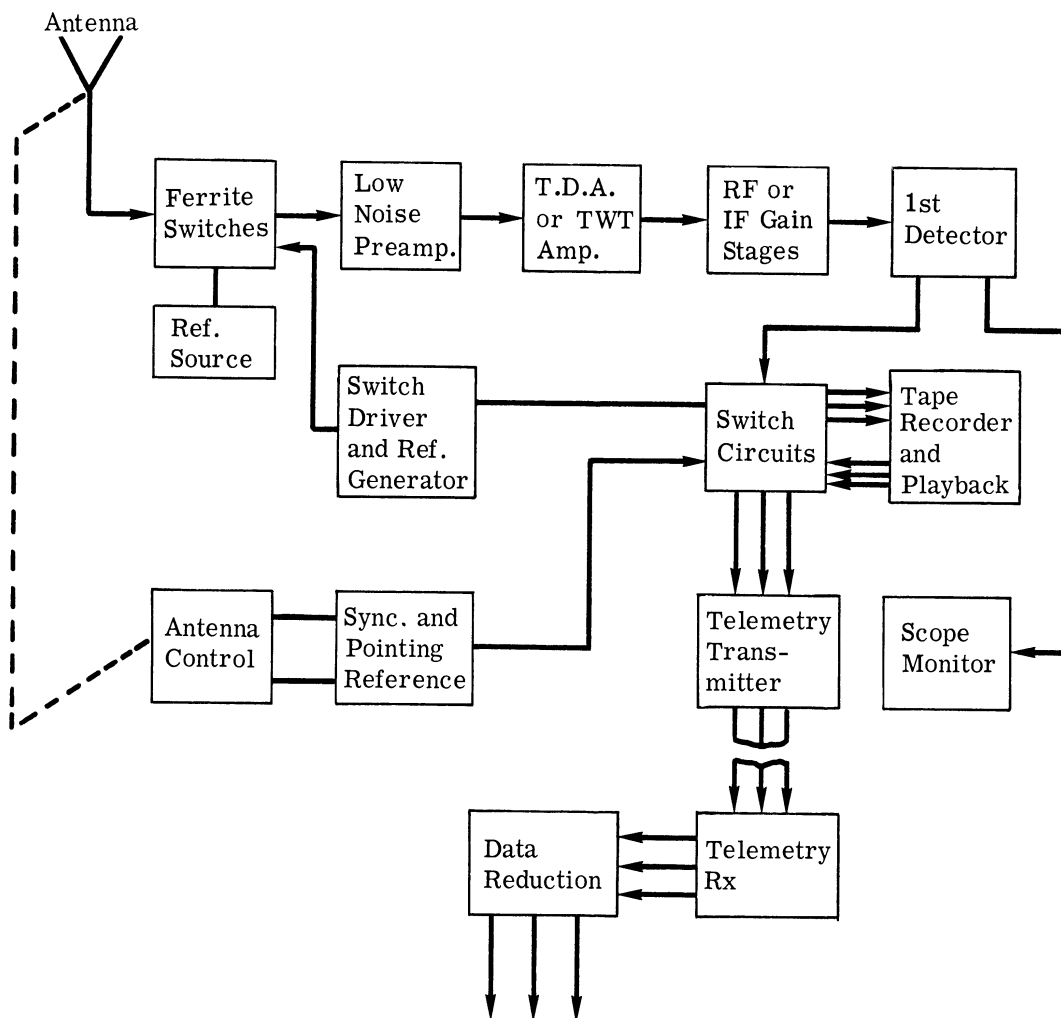 Antenna
Ferrite
Switches
Low
Noise
Preamp.
T.D.A.
or TWT
Amp.
RF or
IF Gain
Stages
1st
Detector
Ref.
Source
Switch
Driver
and Ref.
Generator
Switch
Circuits
Tape
Recorder
and
Playback
Antenna
Control
Sync. and
Pointing
Reference
Telemetry
Trans-
mitter
Scope
Monitor
Data
Reduction
Telemetry
Rx